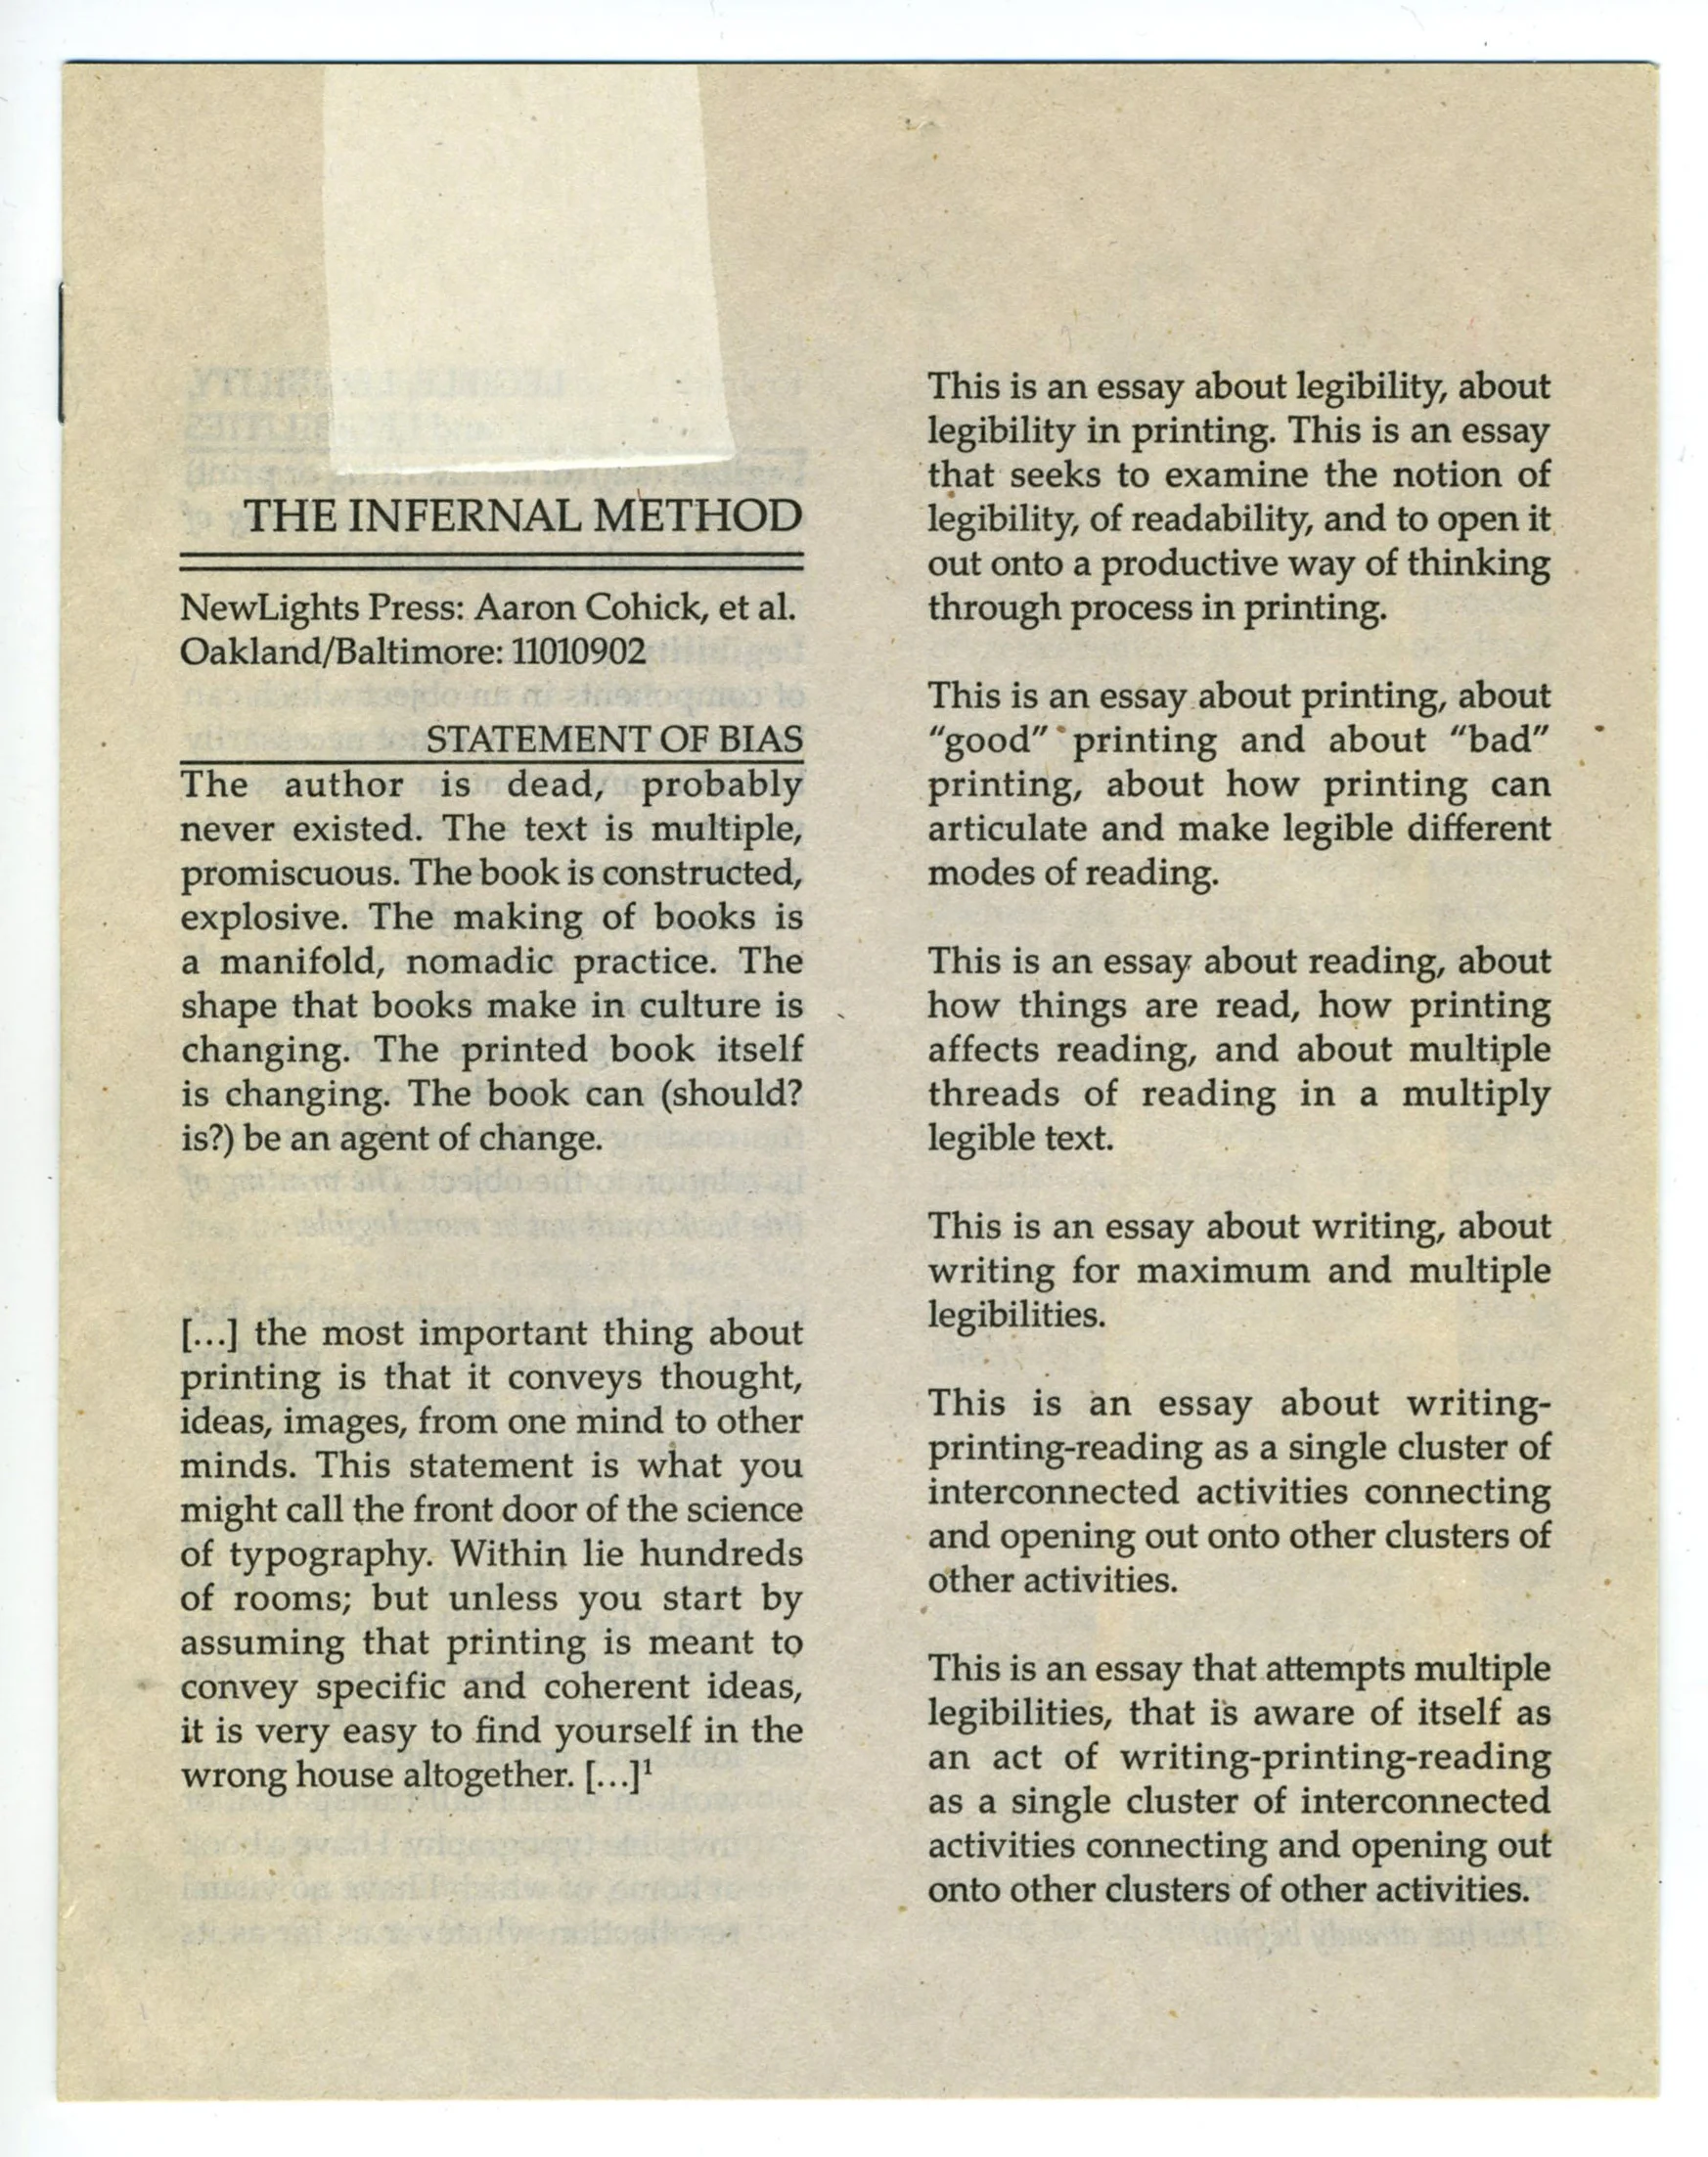 THE INFERNAL METHOD
NewLights Press: Aaron Cohick, et al.
Oakland/Baltimore: 11010902
STATEMENT OF BIAS
The author is dead, probably
never existed. The text is multiple,
promiscuous. The book is constructed,
explosive. The making of books is
a manifold, nomadic practice. The
shape that books make in culture is
changing. The printed book itself
is changing. The book can (should?
is?) be an agent of change.
[...] the most important thing about
printing is that it conveys thought,
ideas, images, from one mind to other
minds. This statement is what you
might call the front door of the science
of typography. Within lie hundreds
of rooms; but unless you start by
assuming that printing is meant to
convey specific and coherent ideas,
it is very easy to find yourself in the
wrong house altogether. [...]¹
This is an essay about legibility, about
legibility in printing. This is an essay
that seeks to examine the notion of
legibility, of readability, and to open it
out onto a productive way of thinking
through process in printing.
This is an essay about printing, about
“good” printing and about “bad”
printing, about how printing can
articulate and make legible different
modes of reading.
This is an essay about reading, about
how things are read, how printing
affects reading, and about multiple
threads of reading in a multiply
legible text.
This is an essay about writing, about
writing for maximum and multiple
legibilities.
This is an essay about writing-
printing-reading as a single cluster of
interconnected activities connecting
and opening out onto other clusters of
other activities.
This is an essay that attempts multiple
legibilities, that is aware of itself as
an act of writing-printing-reading
as a single cluster of interconnected
activities connecting and opening out
onto other clusters of other activities.